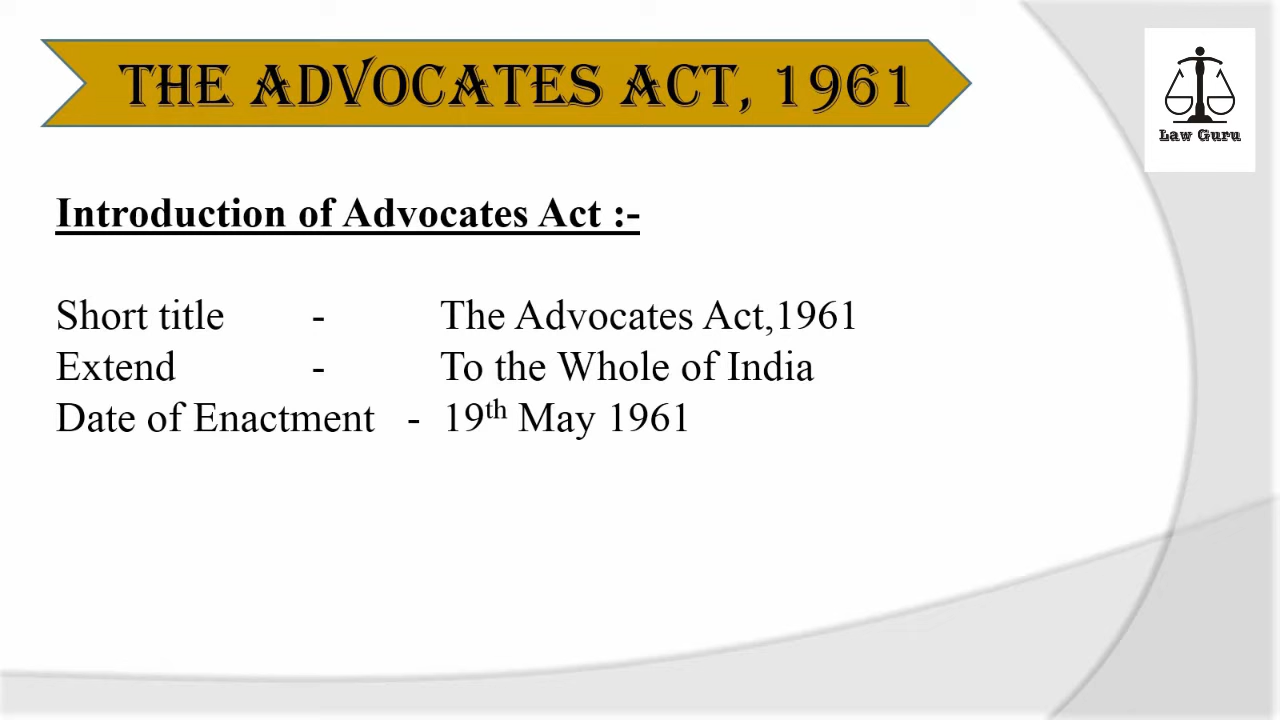 THE ADVOCATES ACT, 1961
Law Guru
Introduction of Advocates Act :-
Short title - The Advocates Act,1961
Extend - To the Whole of India
Date of Enactment - 19th May 1961